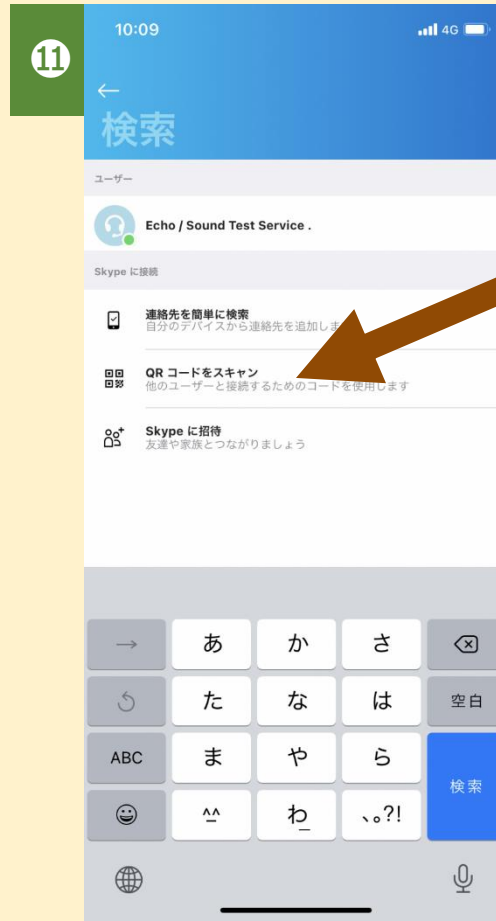 ⑪
10:09
4G
←
検索
ユーザー
Echo / Sound Test Service .
Skype に接続
連絡先を簡単に検索
自分のデバイスから連絡先を追加しま
QR コードをスキャン
他のユーザーと接続するためのコードを使用します
Skype に招待
友達や家族とつながりましょう
→ あ か さ
た な は 空白
ABC ま や ら 検索
^^ わ 、。?!